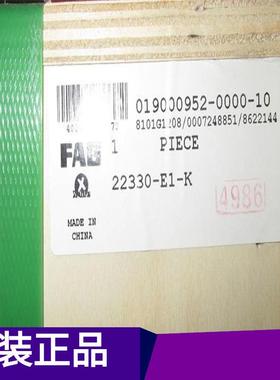 019000952-0000-10
8101G1208/0007248851/8622144
FAG
1 PIECE
X
22330-E1-K
MADE IN
CHINA
4986
装正品